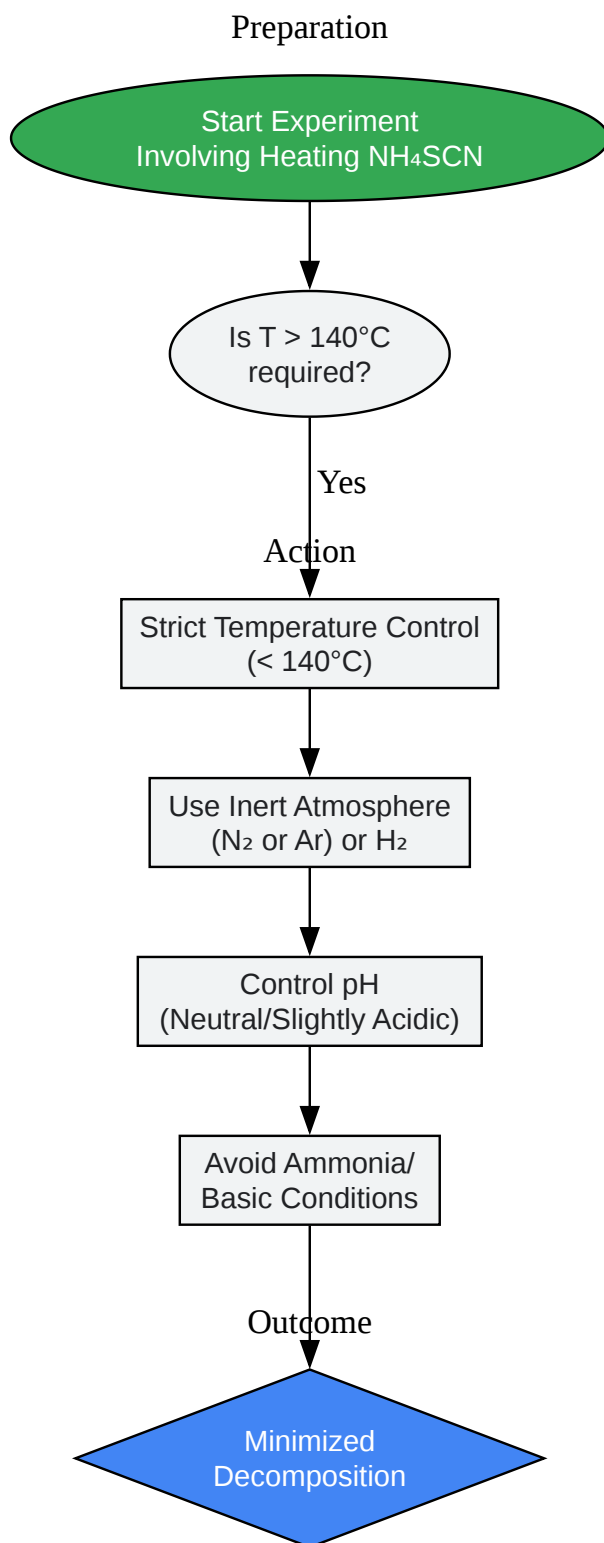 Preparation
Start Experiment
Involving Heating NH₄SCN
Is T > 140°C
required?
Yes
Action
Strict Temperature Control
(< 140°C)
Use Inert Atmosphere
(N₂ or Ar) or H₂
Control pH
(Neutral/Slightly Acidic)
Avoid Ammonia/
Basic Conditions
Outcome
Minimized
Decomposition